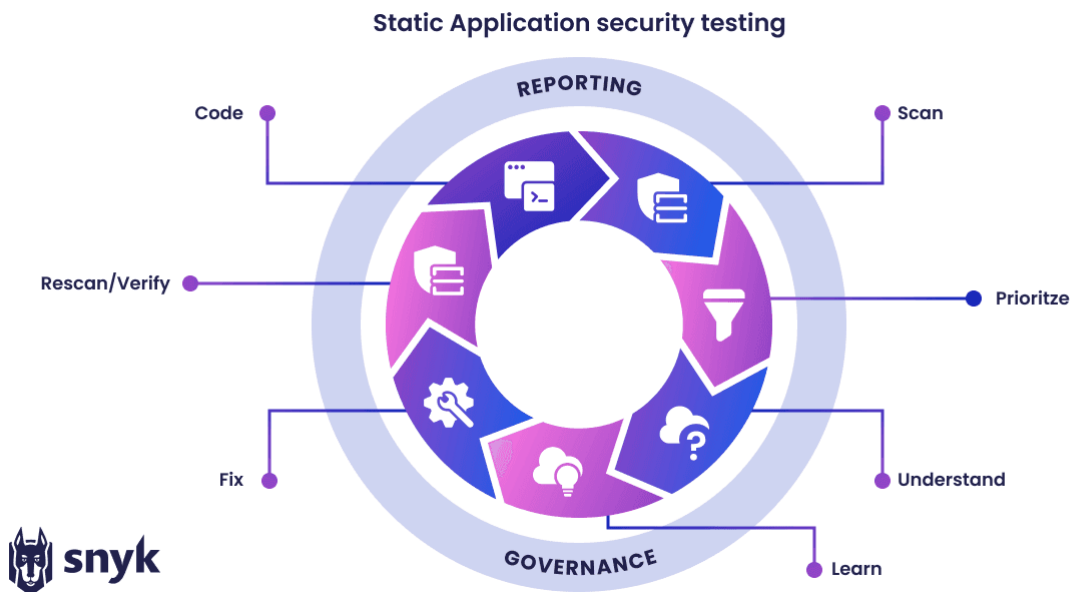 Static Application security testing
REPORTING
Code
Scan
Rescan/Verify
Prioritze
Fix
Understand
Learn
GOVERNANCE
snyk